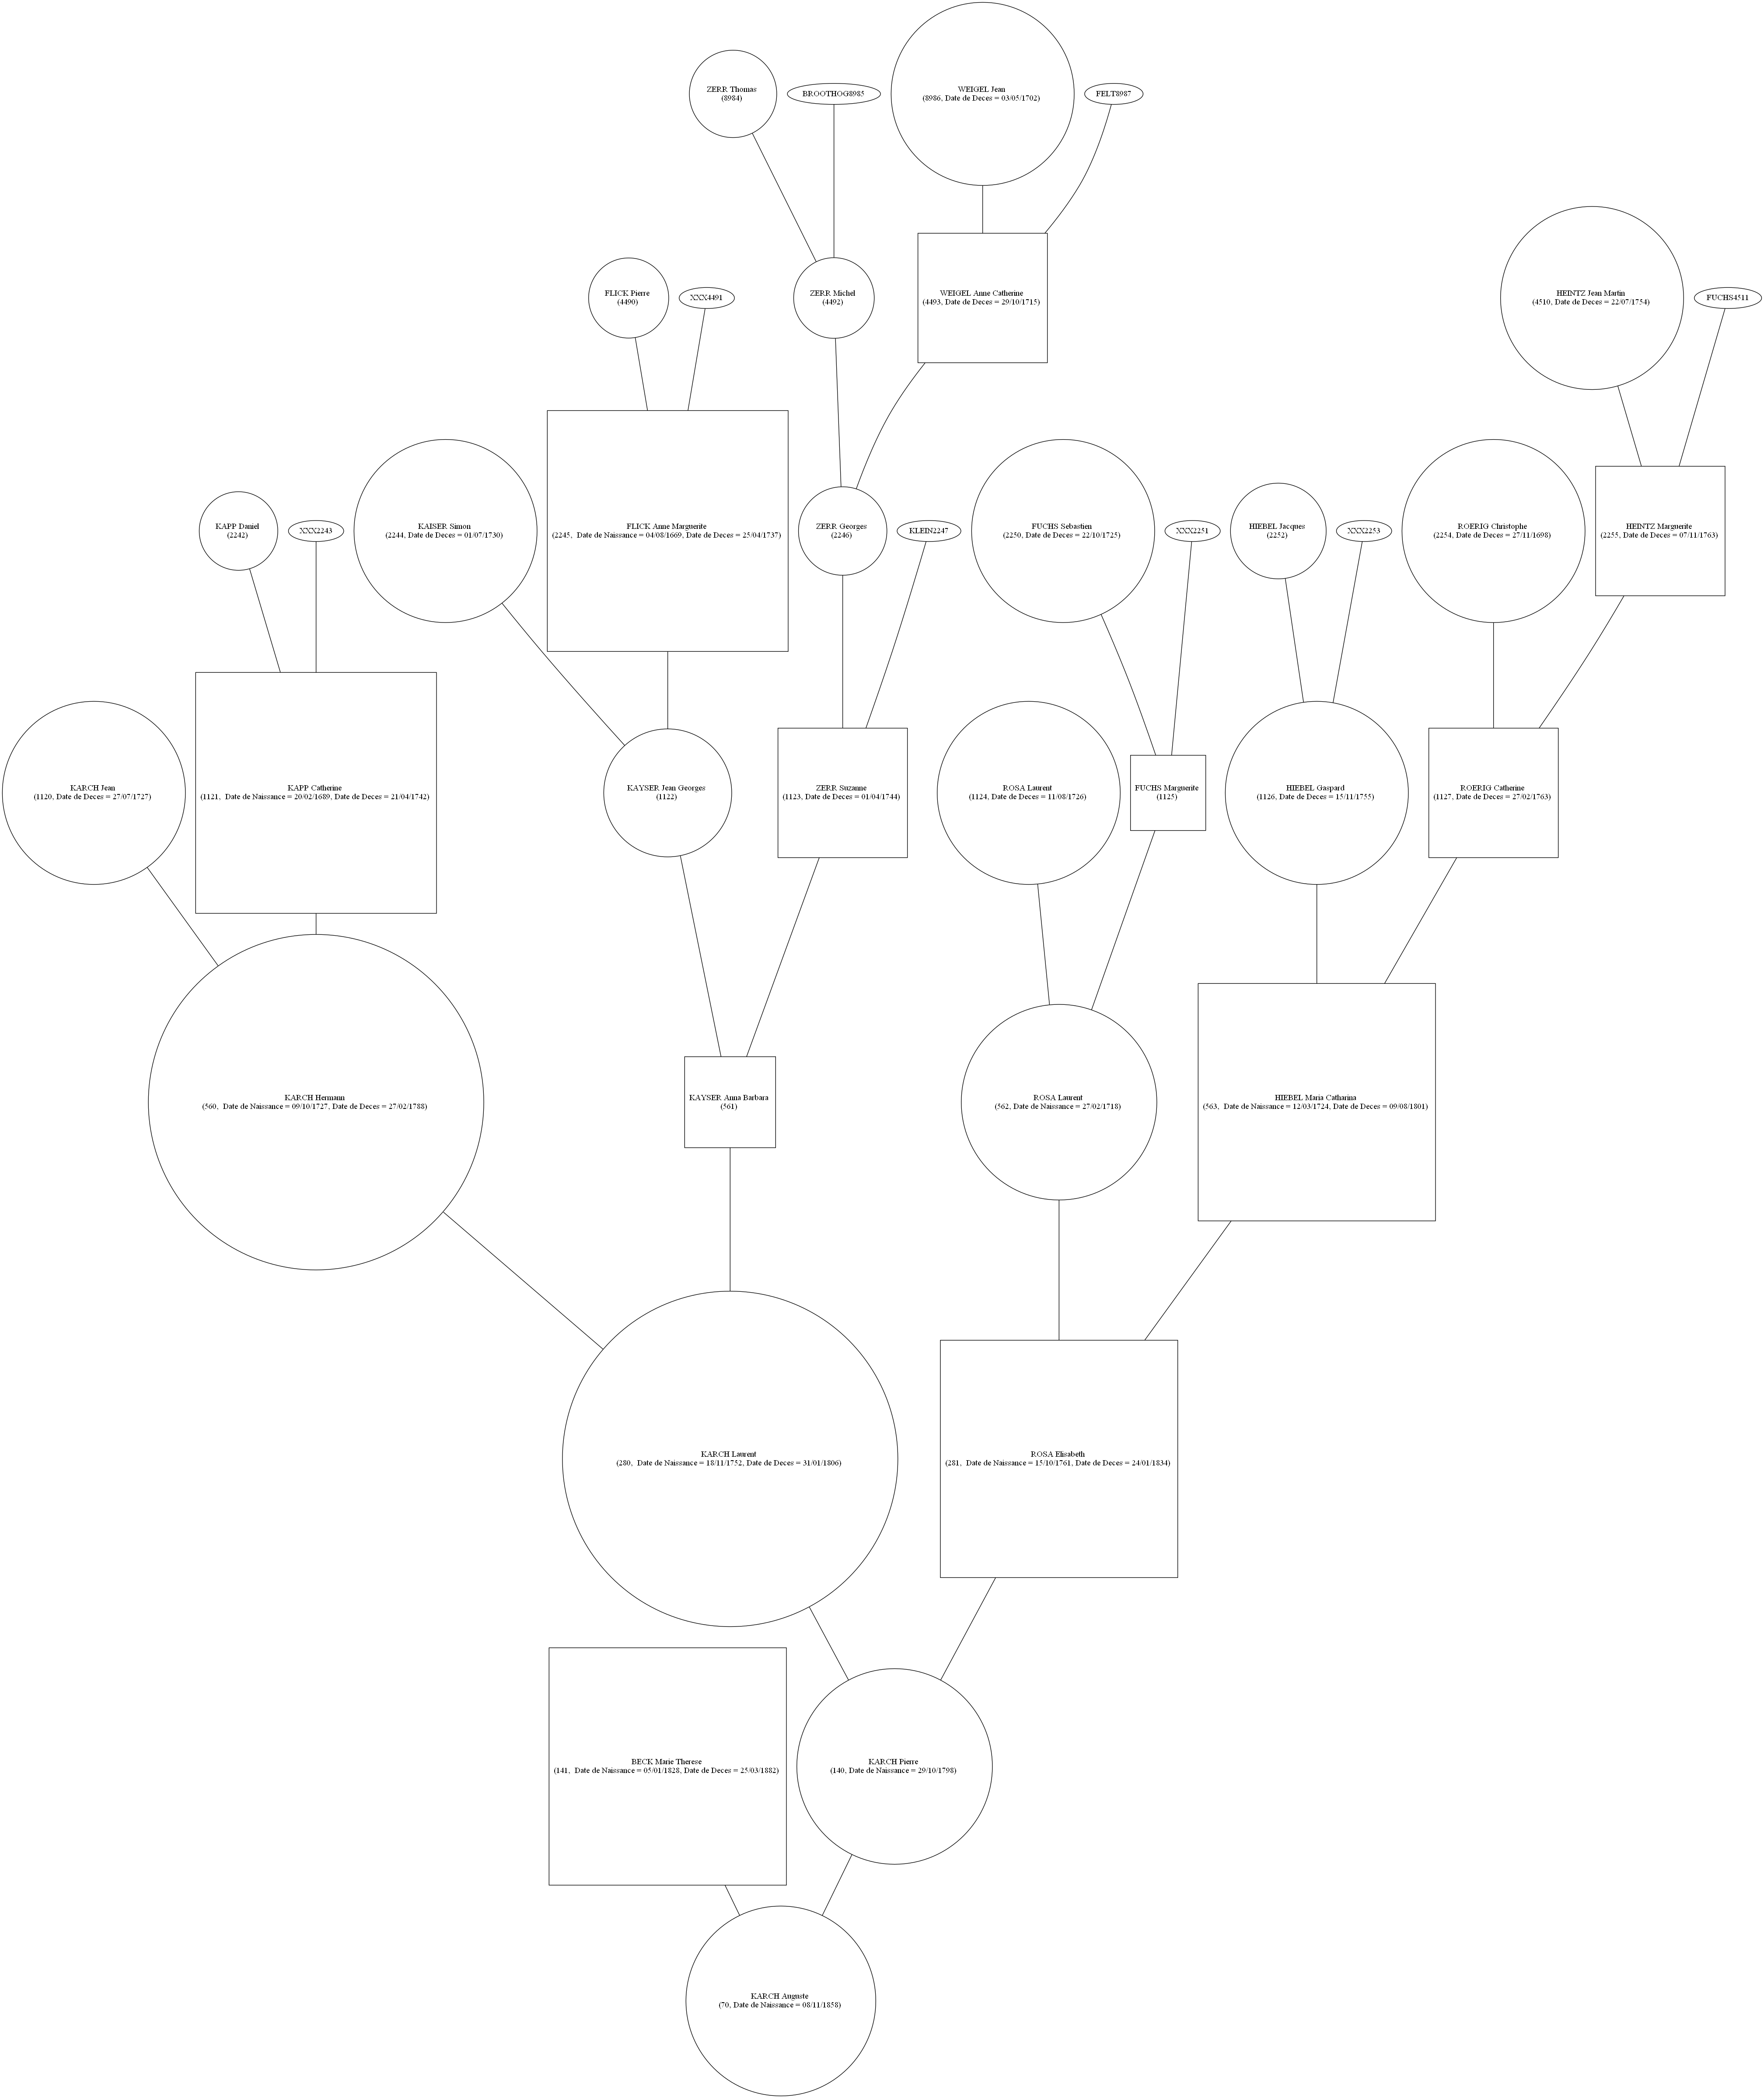 ZERR Thomas
(8984)
BROOTHOG8985
WEIGEL Jean
(8986, Date de Deces = 03/05/1702)
FELT8987
FLICK Pierre
(4490)
XXX4491
ZERR Michel
(4492)
WEIGEL Anne Catherine
(4493, Date de Deces = 29/10/1715)
HEINTZ Jean Martin
(4510, Date de Deces = 22/07/1754)
FUCHS4511
KAPP Daniel
(2242)
XXX2243
KAISER Simon
(2244, Date de Deces = 01/07/1730)
FLICK Anne Marguerite
(2245,  Date de Naissance = 04/08/1669, Date de Deces = 25/04/1737)
ZERR Georges
(2246)
KLEIN2247
FUCHS Sebastien
(2250, Date de Deces = 22/10/1725)
XXX2251
HIEBEL Jacques
(2252)
XXX2253
ROERIG Christophe
(2254, Date de Deces = 27/11/1698)
HEINTZ Marguerite
(2255, Date de Deces = 07/11/1763)
KARCH Jean
(1120, Date de Deces = 27/07/1727)
KAPP Catherine
(1121,  Date de Naissance = 20/02/1689, Date de Deces = 21/04/1742)
KAYSER Jean Georges
(1122)
ZERR Suzanne
(1123, Date de Deces = 01/04/1744)
ROSA Laurent
(1124, Date de Deces = 11/08/1726)
FUCHS Marguerite
(1125)
HIEBEL Gaspard
(1126, Date de Deces = 15/11/1755)
ROERIG Catherine
(1127, Date de Deces = 27/02/1763)
KARCH Hermann
(560,  Date de Naissance = 09/10/1727, Date de Deces = 27/02/1788)
KAYSER Anna Barbara
(561)
ROSA Laurent
(562, Date de Naissance = 27/02/1718)
HIEBEL Maria Catharina
(563,  Date de Naissance = 12/03/1724, Date de Deces = 09/08/1801)
KARCH Laurent
(280,  Date de Naissance = 18/11/1752, Date de Deces = 31/01/1806)
ROSA Elisabeth
(281,  Date de Naissance = 15/10/1761, Date de Deces = 24/01/1834)
BECK Marie Therese
(141,  Date de Naissance = 05/01/1828, Date de Deces = 25/03/1882)
KARCH Pierre
(140, Date de Naissance = 29/10/1798)
KARCH Auguste
(70, Date de Naissance = 08/11/1858)